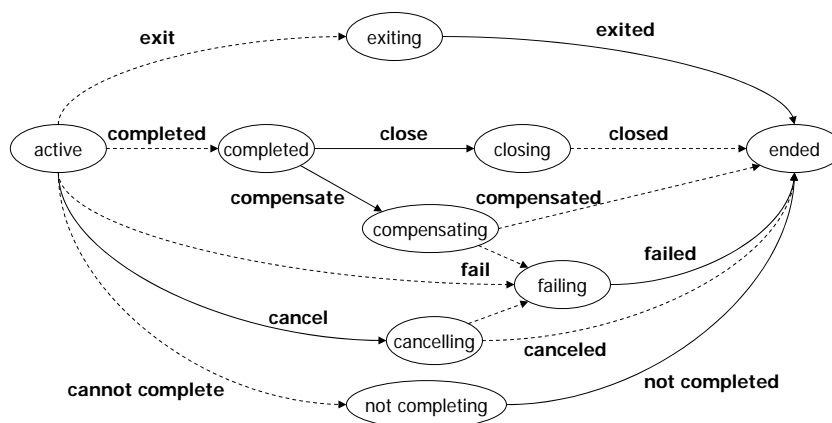 exit
exiting
exited
active
completed
completed
close
closing
closed
ended
compensate
compensating
compensated
fail
failing
failed
cancel
cancelling
canceled
cannot complete
not completing
not completed